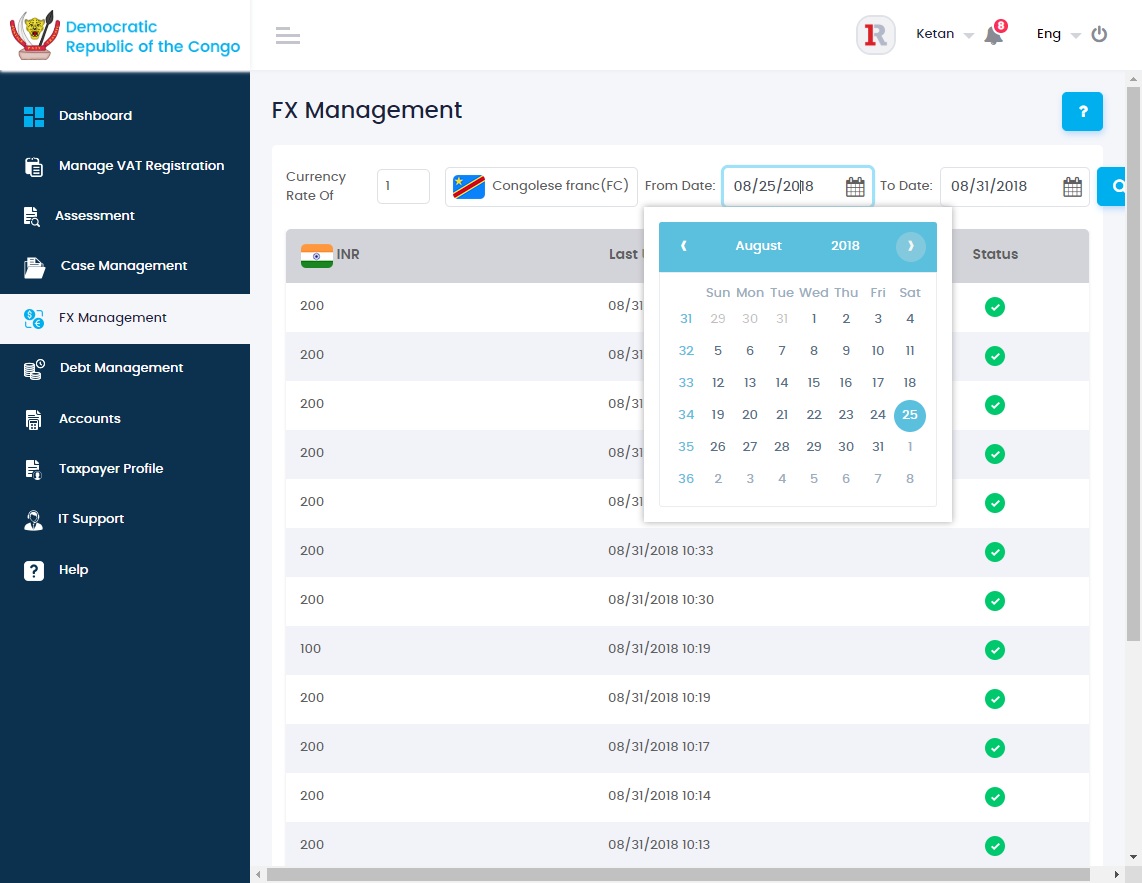 Democratic
Republic of the Congo
Ketan
8
Eng
Dashboard
Manage VAT Registration
Assessment
Case Management
FX Management
Debt Management
Accounts
Taxpayer Profile
IT Support
Help
FX Management
?
Currency
Rate Of
1
Congolese franc(FC)
From Date:
08/25/2018
To Date:
08/31/2018
INR
Last
Status
August
2018
Sun Mon Tue Wed Thu Fri Sat
31 29 30 31 1 2 3 4
32 5 6 7 8 9 10 11
33 12 13 14 15 16 17 18
34 19 20 21 22 23 24 25
35 26 27 28 29 30 31 1
36 2 3 4 5 6 7 8
200 08/31
200 08/31
200 08/31
200 08/31
200 08/31
200 08/31/2018 10:33
200 08/31/2018 10:30
100 08/31/2018 10:19
200 08/31/2018 10:19
200 08/31/2018 10:17
200 08/31/2018 10:14
200 08/31/2018 10:13